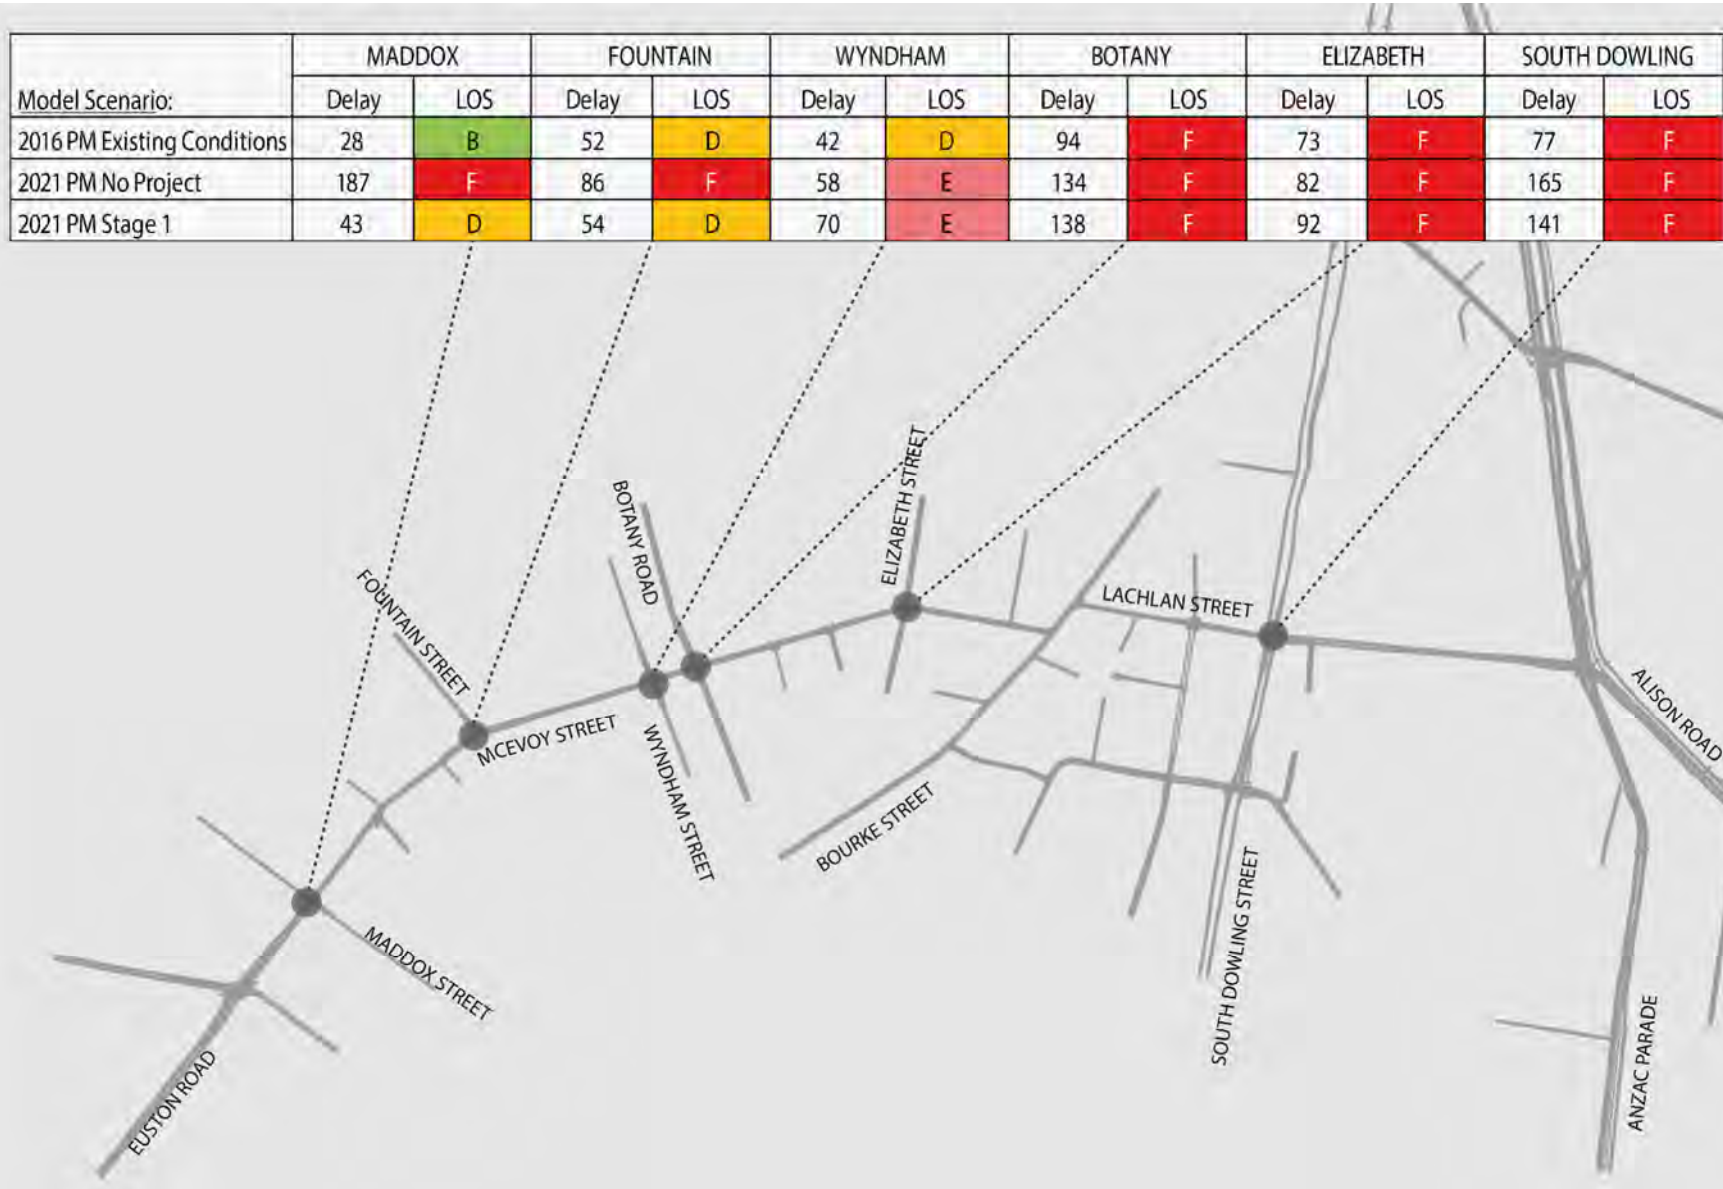 MADDOX FOUNTAIN WYNDHAM BOTANY ELIZABETH SOUTH DOWLING
Model Scenario: Delay LOS Delay LOS Delay LOS Delay LOS Delay LOS Delay LOS
2016 PM Existing Conditions 28 B 52 D 42 D 94 F 73 F 77 F
2021 PM No Project 187 F 86 F 58 E 134 F 82 F 165 F
2021 PM Stage 1 43 D 54 D 70 E 138 F 92 F 141 F
ELIZABETH STREET
BOTANY ROAD
FOUNTAIN STREET
LACHLAN STREET
ALISON ROAD
MCEVOY STREET
WYNDHAM STREET
BOURKE STREET
SOUTH DOWLING STREET
MADDOX STREET
ANZAC PARADE
EUSTON ROAD